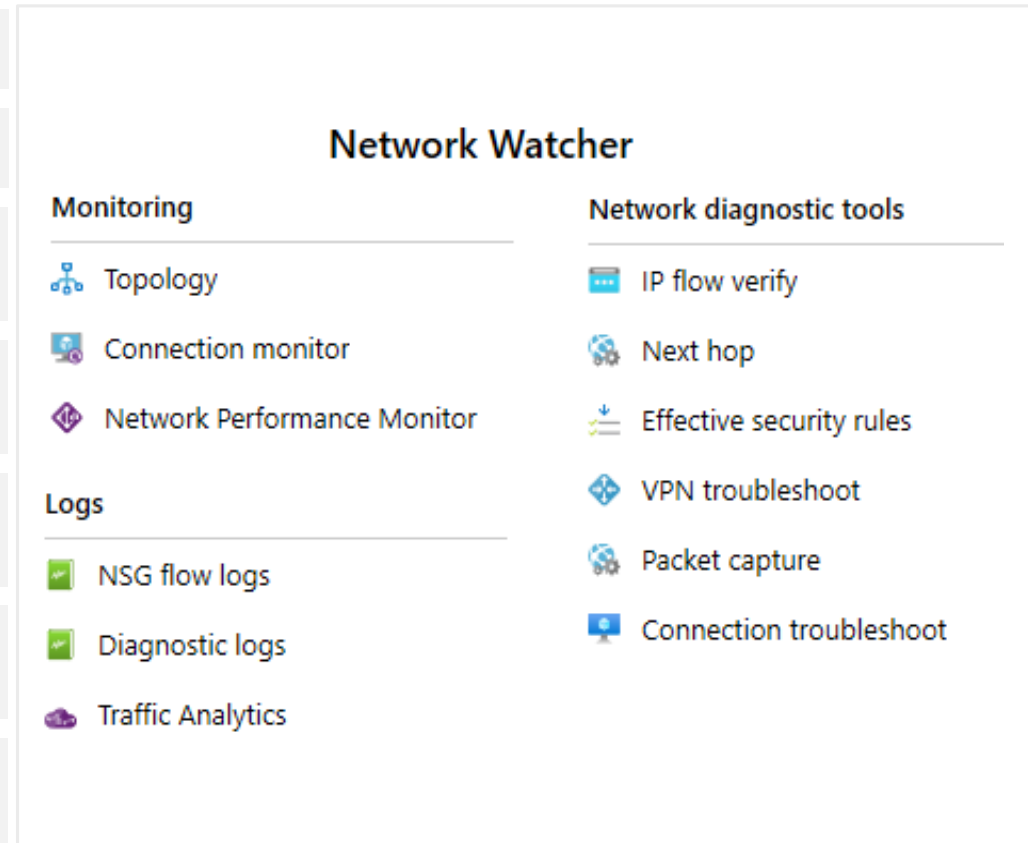 Network Watcher
Monitoring
Topology
Connection monitor
Network Performance Monitor
Logs
NSG flow logs
Diagnostic logs
Traffic Analytics
Network diagnostic tools
IP flow verify
Next hop
Effective security rules
VPN troubleshoot
Packet capture
Connection troubleshoot